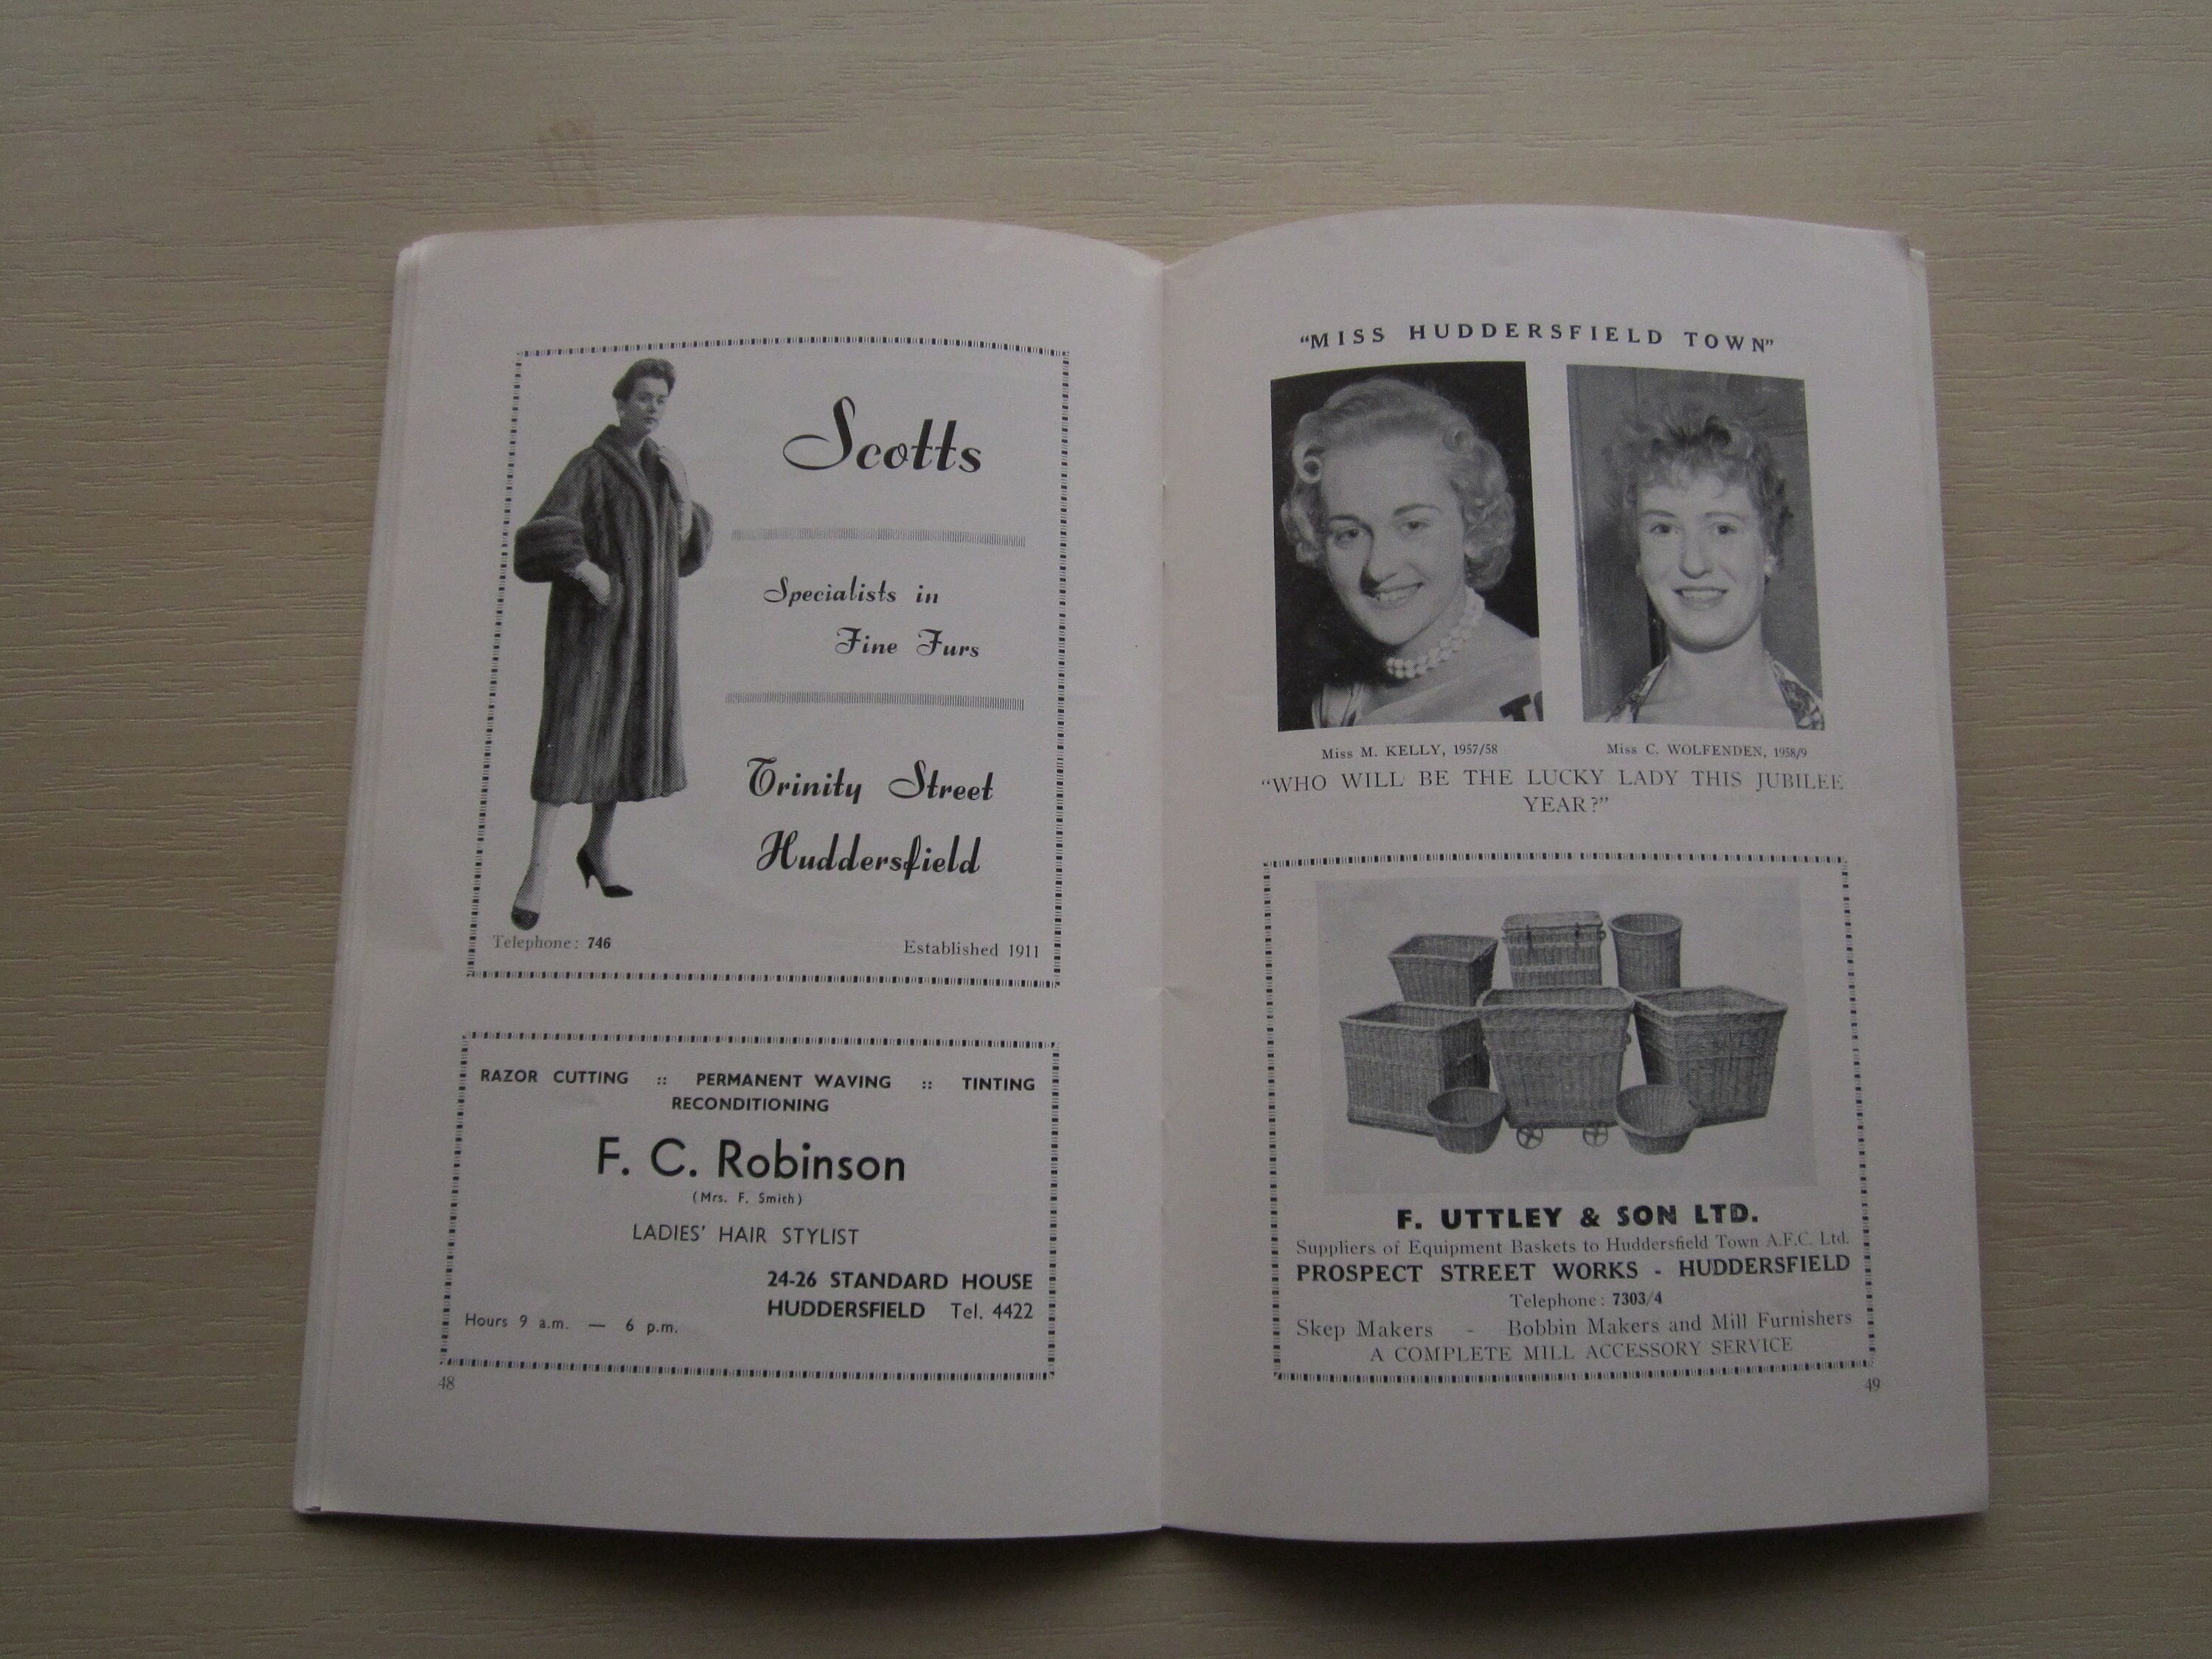 Scotts
Specialists in
Fine Furs
Trinity Street
Huddersfield
Telephone: 746
Established 1911
RAZOR CUTTING :: PERMANENT WAVING :: TINTING
RECONDITIONING
F. C. Robinson
(Mrs. F. Smith)
LADIES' HAIR STYLIST
24-26 STANDARD HOUSE
HUDDERSFIELD Tel. 4422
Hours 9 a.m. — 6 p.m.
48
"MISS HUDDERSFIELD TOWN"
Miss M. KELLY, 1957/58
Miss C. WOLFENDEN, 1958/9
"WHO WILL BE THE LUCKY LADY THIS JUBILEE
YEAR?"
F. UTTLEY & SON LTD.
Suppliers of Equipment Baskets to Huddersfield Town A.F.C. Ltd.
PROSPECT STREET WORKS - HUDDERSFIELD
Telephone: 7303/4
Skep Makers - Bobbin Makers and Mill Furnishers
A COMPLETE MILL ACCESSORY SERVICE
49